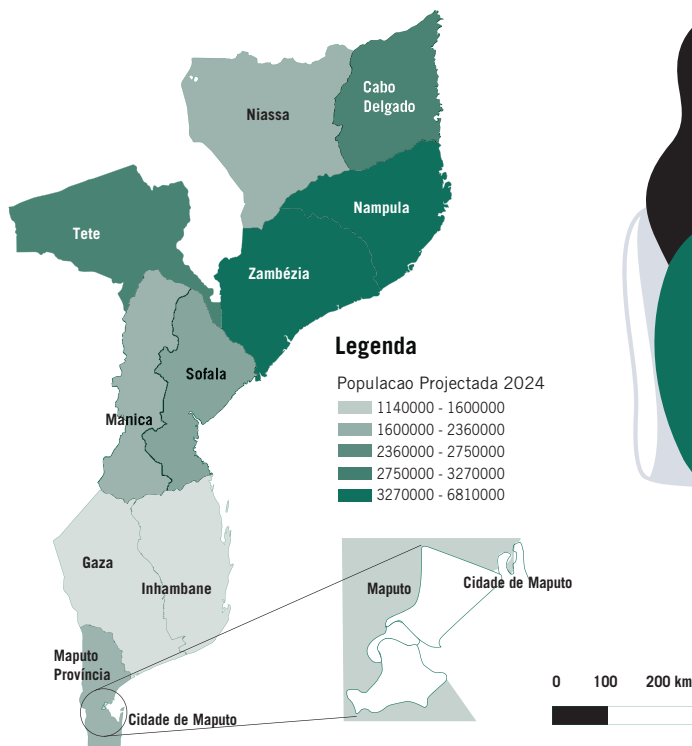 Cabo
Delgado
Niassa
Nampula
Tete
Zambézia
Sofala
Manica
Legenda
Populacao Projectada 2024
1140000 - 1600000
1600000 - 2360000
2360000 - 2750000
2750000 - 3270000
3270000 - 6810000
Gaza
Inhambane
Maputo
Província
Cidade de Maputo
Maputo
Cidade de Maputo
0 100 200 km